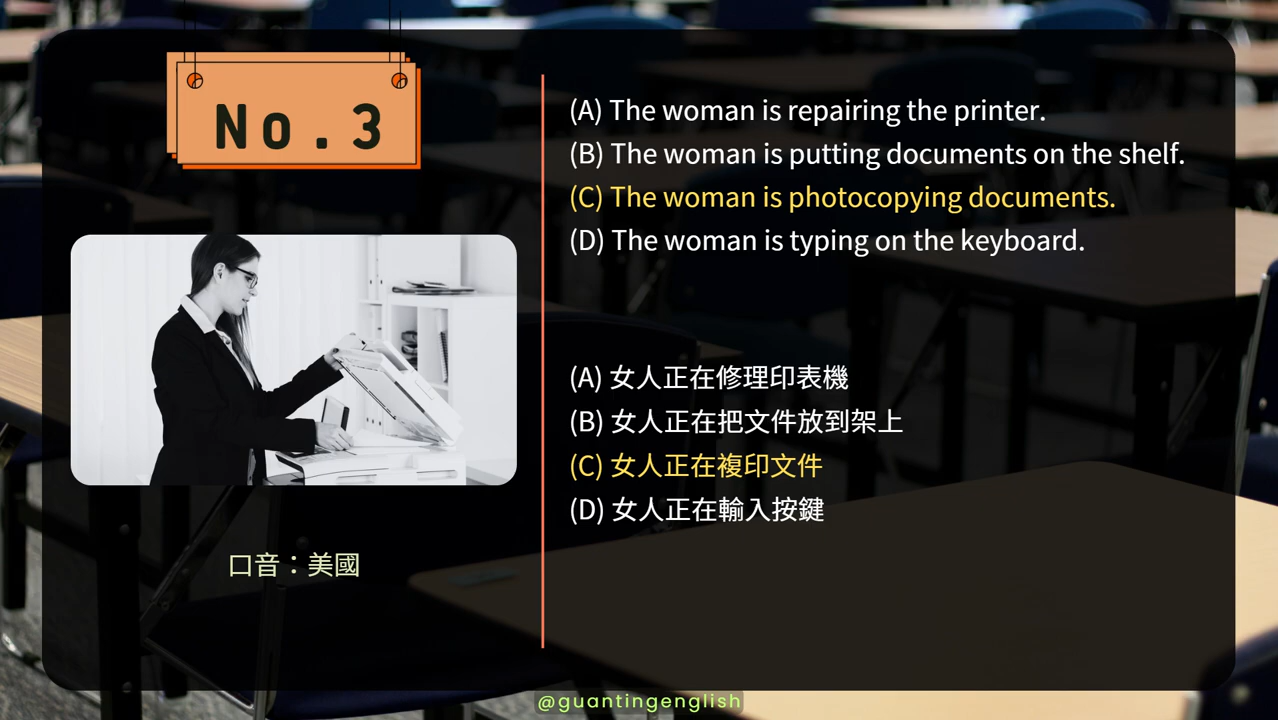 No.3
(A) The woman is repairing the printer.
(B) The woman is putting documents on the shelf.
(C) The woman is photocopying documents.
(D) The woman is typing on the keyboard.
(A) 女人正在修理印表機
(B) 女人正在把文件放到架上
(C) 女人正在複印文件
(D) 女人正在輸入按鍵
口音：美國
@guantingenglish